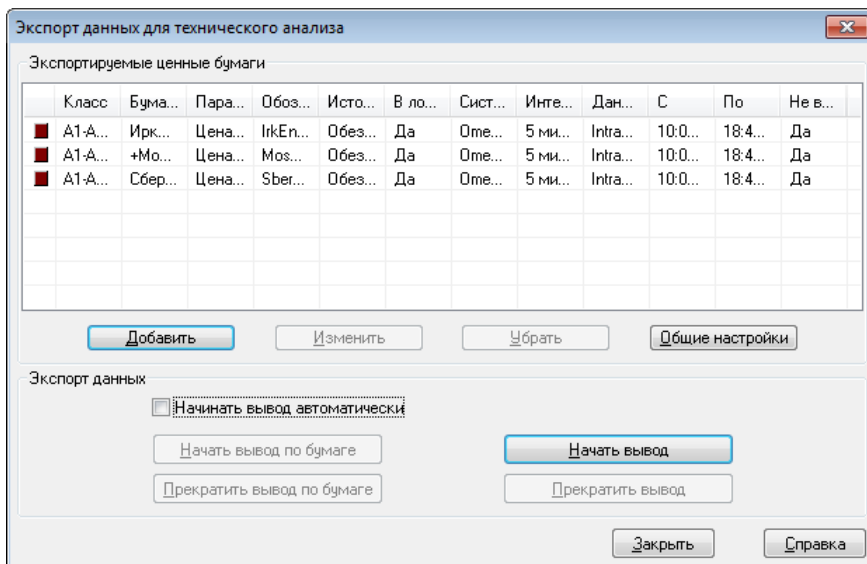 Экспорт данных для технического анализа
Экспортируемые ценные бумаги
Класс Бума... Пара... Обоз... Исто... В ло... Сист... Инте... Дан... С По Не в...
А1-А... Ирк... Цена... IrkEn... Обез... Да Ome... 5 ми... Intra... 10:0... 18:4... Да
А1-А... +Мо... Цена... Mos... Обез... Да Ome... 5 ми... Intra... 10:0... 18:4... Да
А1-А... Сбер... Цена... Sber... Обез... Да Ome... 5 ми... Intra... 10:0... 18:4... Да
Добавить Изменить Убрать Общие настройки
Экспорт данных
Начинать вывод автоматически
Начать вывод по бумаге Начать вывод
Прекратить вывод по бумаге Прекратить вывод
Закрыть Справка